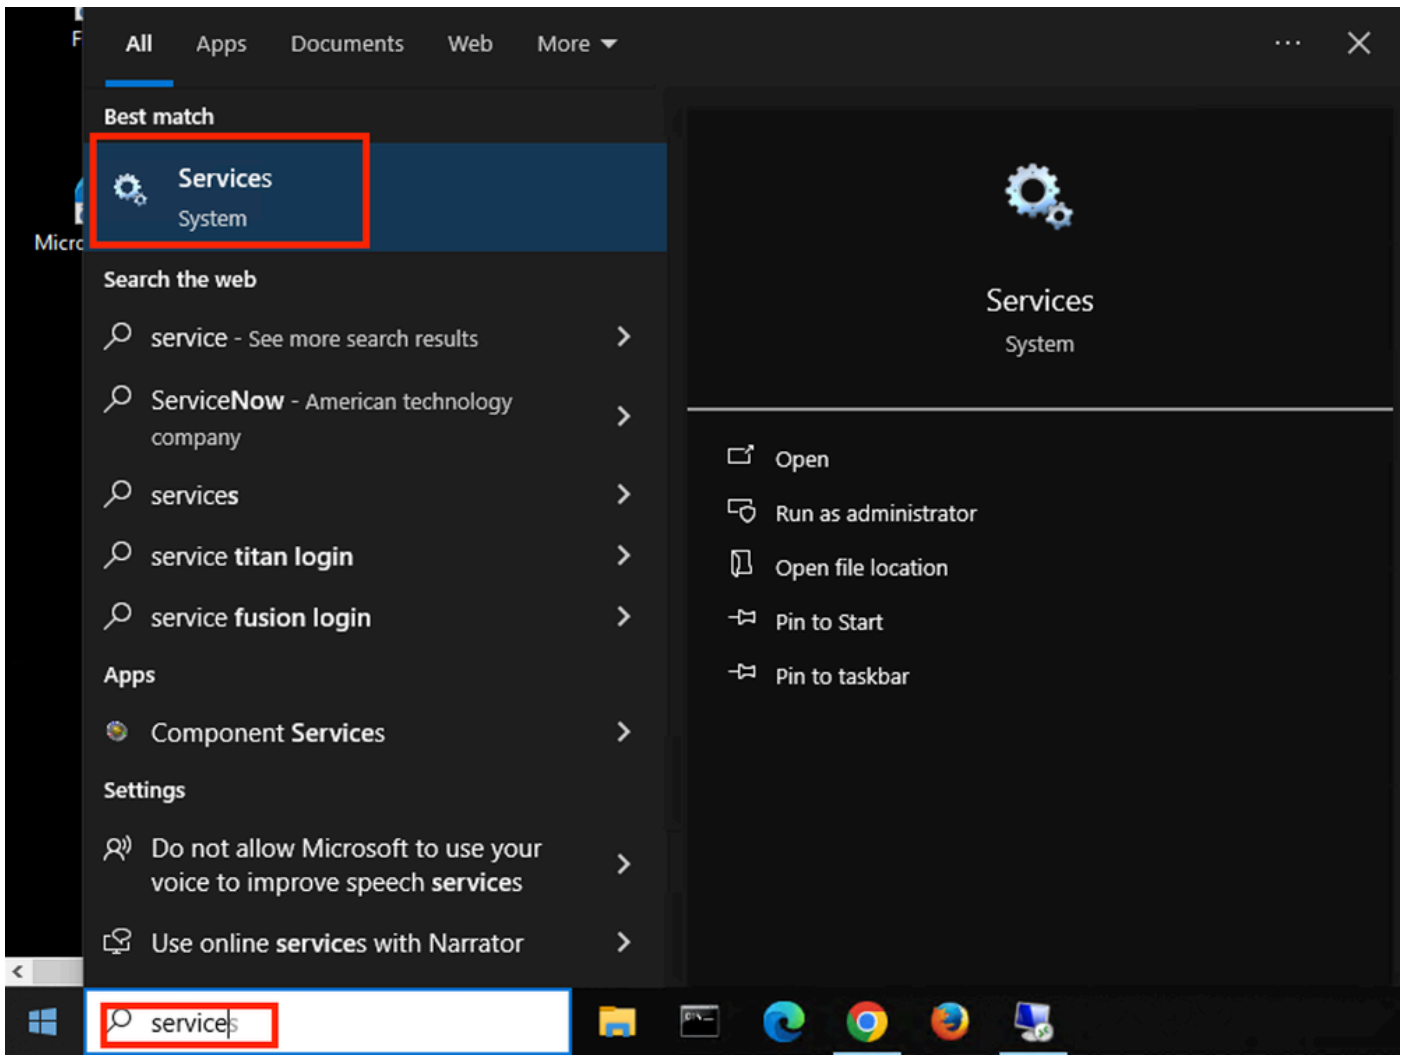 F
Micro
All Apps Documents Web More
Best match
Services
System
Search the web
service - See more search results
ServiceNow - American technology
company
services
service titan login
service fusion login
Apps
Component Services
Settings
Do not allow Microsoft to use your
voice to improve speech services
Use online services with Narrator
services
Services
System
Open
Run as administrator
Open file location
Pin to Start
Pin to taskbar